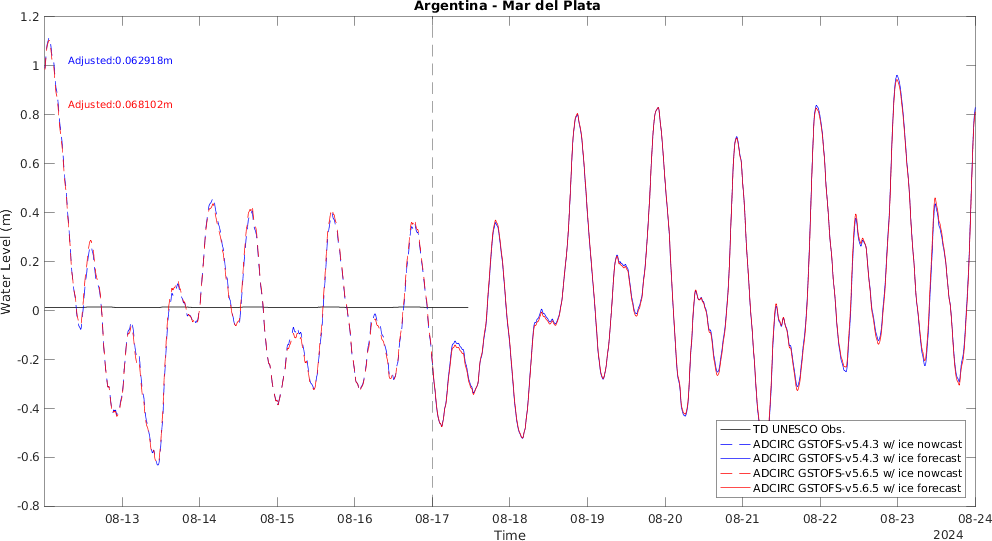 Argentina - Mar del Plata
1.2
1
0.8
0.6
0.4
0.2
0
-0.2
-0.4
-0.6
-0.8
Water Level (m)
Adjusted:0.062918m
Adjusted:0.068102m
TD UNESCO Obs.
ADCIRC GSTOFS-v5.4.3 w/ ice nowcast
ADCIRC GSTOFS-v5.4.3 w/ ice forecast
ADCIRC GSTOFS-v5.6.5 w/ ice nowcast
ADCIRC GSTOFS-v5.6.5 w/ ice forecast
08-13 08-14 08-15 08-16 08-17 08-18 08-19 08-20 08-21 08-22 08-23 08-24
Time
2024